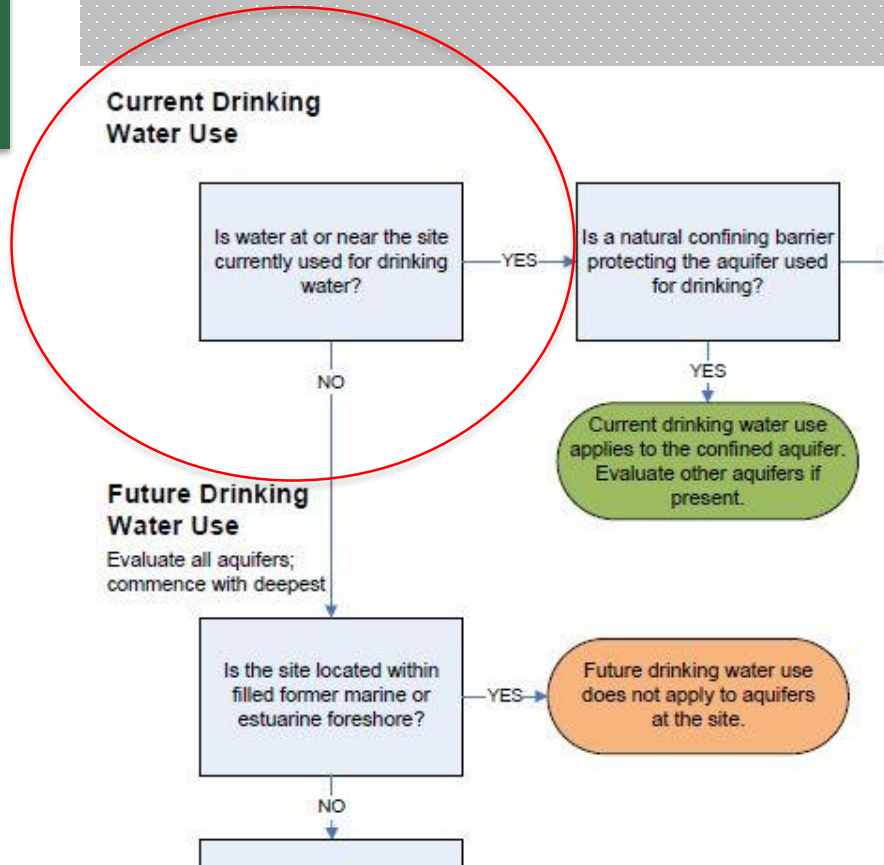 Current Drinking
Water Use
Is water at or near the site
currently used for drinking
water?
YES
Is a natural confining barrier
protecting the aquifer used
for drinking?
NO
YES
Current drinking water use
applies to the confined aquifer.
Evaluate other aquifers if
present.
Future Drinking
Water Use
Evaluate all aquifers;
commence with deepest
Is the site located within
filled former marine or
estuarine foreshore?
YES
Future drinking water use
does not apply to aquifers
at the site.
NO